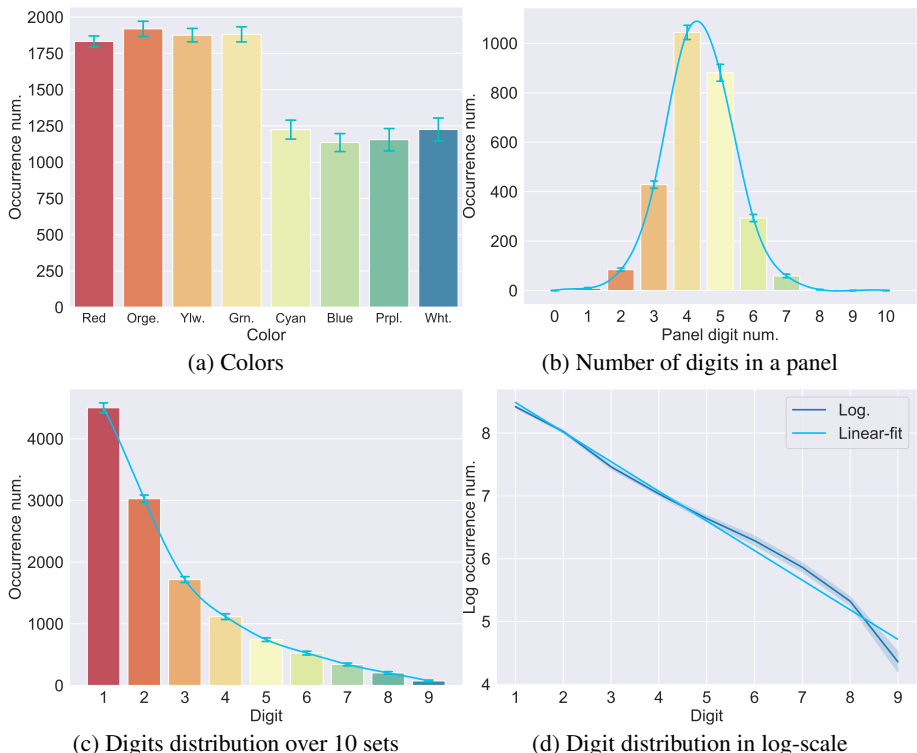 2000
1750
1500
1250
1000
750
500
250
0
Occurrence num.
Red Orge. Ylw. Grn. Cyan Blue Prpl. Wht.
Color
(a) Colors
1000
800
600
400
200
0
Occurrence num.
0 1 2 3 4 5 6 7 8 9 10
Panel digit num.
(b) Number of digits in a panel
4000
3000
2000
1000
0
Occurrence num.
1 2 3 4 5 6 7 8 9
Digit
(c) Digits distribution over 10 sets
8
7
6
5
4
Log occurrence num.
Log.
Linear-fit
1 2 3 4 5 6 7 8 9
Digit
(d) Digit distribution in log-scale